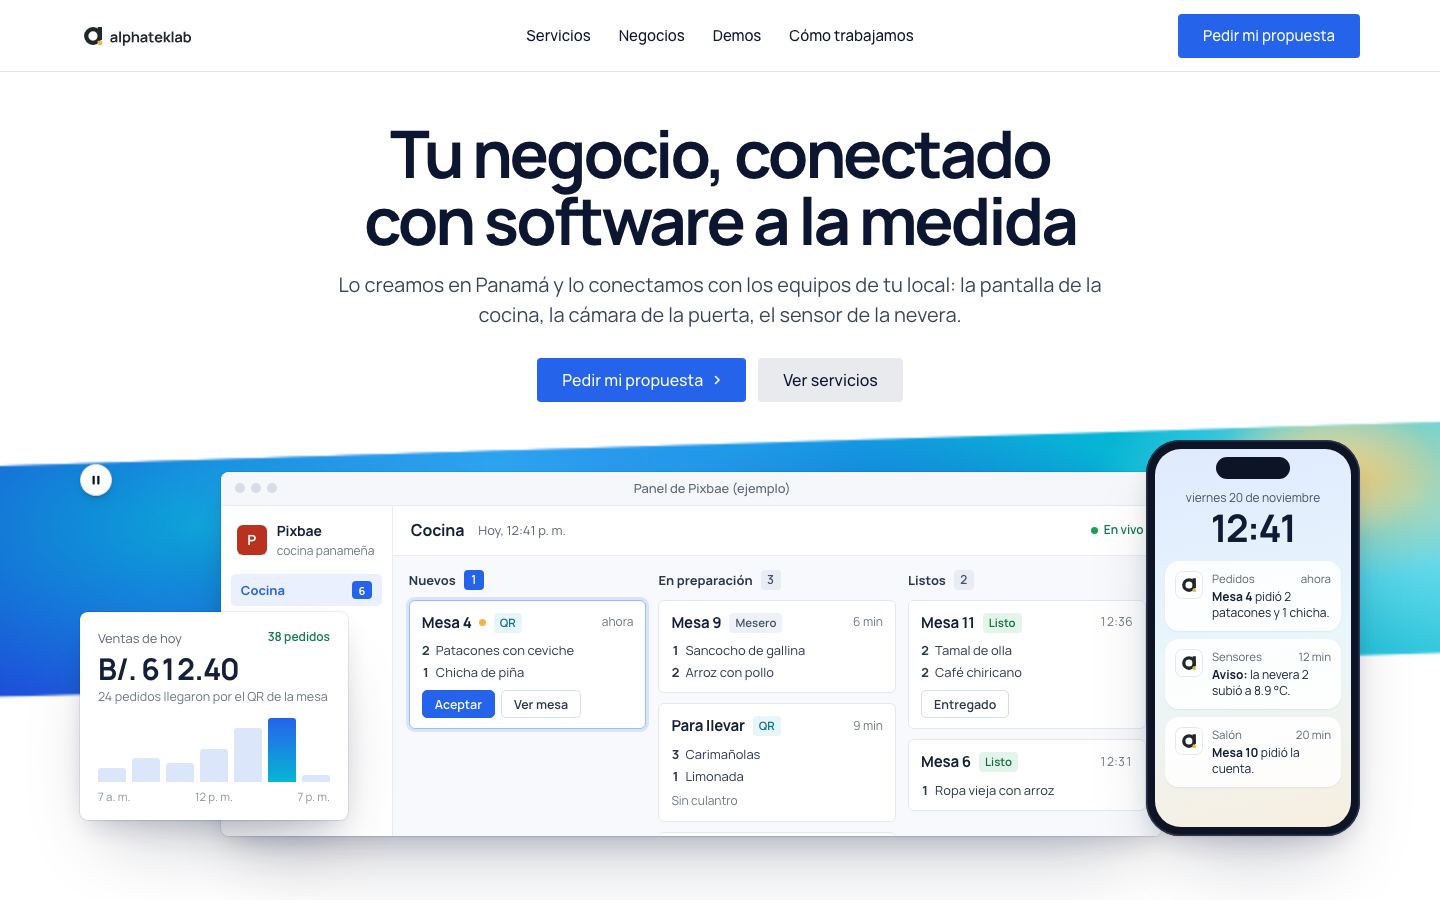 alphateklab
Servicios
Negocios
Demos
Cómo trabajamos
Pedir mi propuesta
Tu negocio, conectado
con software a la medida
Lo creamos en Panamá y lo conectamos con los equipos de tu local: la pantalla de la
cocina, la cámara de la puerta, el sensor de la nevera.
Pedir mi propuesta
Ver servicios
Panel de Pixbae (ejemplo)
P
Pixbae
cocina panameña
Cocina
6
Cocina
Hoy, 12:41 p. m.
En vivo
Nuevos
1
Mesa 4
QR
ahora
2 Patacones con ceviche
1 Chicha de piña
Aceptar
Ver mesa
En preparación
3
Mesa 9
Mesero
6 min
1 Sancocho de gallina
2 Arroz con pollo
Para llevar
QR
9 min
3 Carimañolas
1 Limonada
Sin culantro
Listos
2
Mesa 11
Listo
12:36
2 Tamal de olla
2 Café chiricano
Entregado
Mesa 6
Listo
12:31
1 Ropa vieja con arroz
Ventas de hoy
38 pedidos
B/. 612.40
24 pedidos llegaron por el QR de la mesa
7 a. m.
12 p. m.
7 p. m.
viernes 20 de noviembre
12:41
Pedidos
ahora
Mesa 4 pidió 2
patacones y 1 chicha.
Sensores
12 min
Aviso: la nevera 2
subió a 8.9 °C.
Salón
20 min
Mesa 10 pidió la
cuenta.